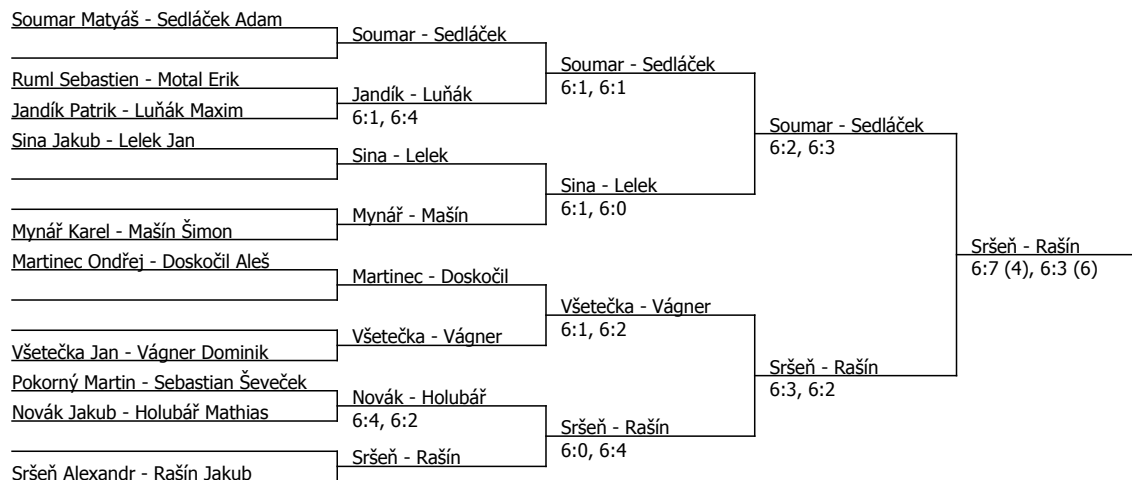 Soumar Matyáš - Sedláček Adam
Ruml Sebastien - Motal Erik
Jandík Patrik - Luňák Maxim
Sina Jakub - Lelek Jan
Mynář Karel - Mašín Šimon
Martinec Ondřej - Doskočil Aleš
Všetečka Jan - Vágner Dominik
Pokorný Martin - Sebastian Ševeček
Novák Jakub - Holubář Mathias
Sršeň Alexandr - Rašín Jakub
Soumar - Sedláček
Jandík - Luňák
6:1, 6:4
Sina - Lelek
Mynář - Mašín
Martinec - Doskočil
Všetečka - Vágner
Novák - Holubář
6:4, 6:2
Sršeň - Rašín
Soumar - Sedláček
6:1, 6:1
Sina - Lelek
6:1, 6:0
Všetečka - Vágner
6:1, 6:2
Sršeň - Rašín
6:0, 6:4
Soumar - Sedláček
6:2, 6:3
Sršeň - Rašín
6:3, 6:2
Sršeň - Rašín
6:7 (4), 6:3 (6)